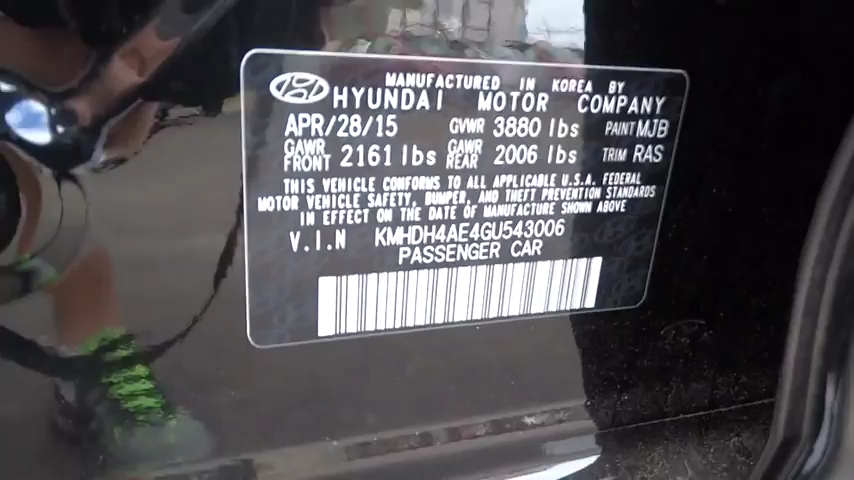 MANUFACTURED IN KOREA BY
HYUNDAI MOTOR COMPANY
APR/28/15 GVWR 3880 lbs PAINT MJB
GAWR FRONT 2161 lbs GAWR REAR 2006 lbs TRIM RAS
THIS VEHICLE CONFORMS TO ALL APPLICABLE U.S.A. FEDERAL
MOTOR VEHICLE SAFETY, BUMPER, AND THEFT PREVENTION STANDARDS
IN EFFECT ON THE DATE OF MANUFACTURE SHOWN ABOVE
V.I.N KMHDH4AE4GU543006
PASSENGER CAR